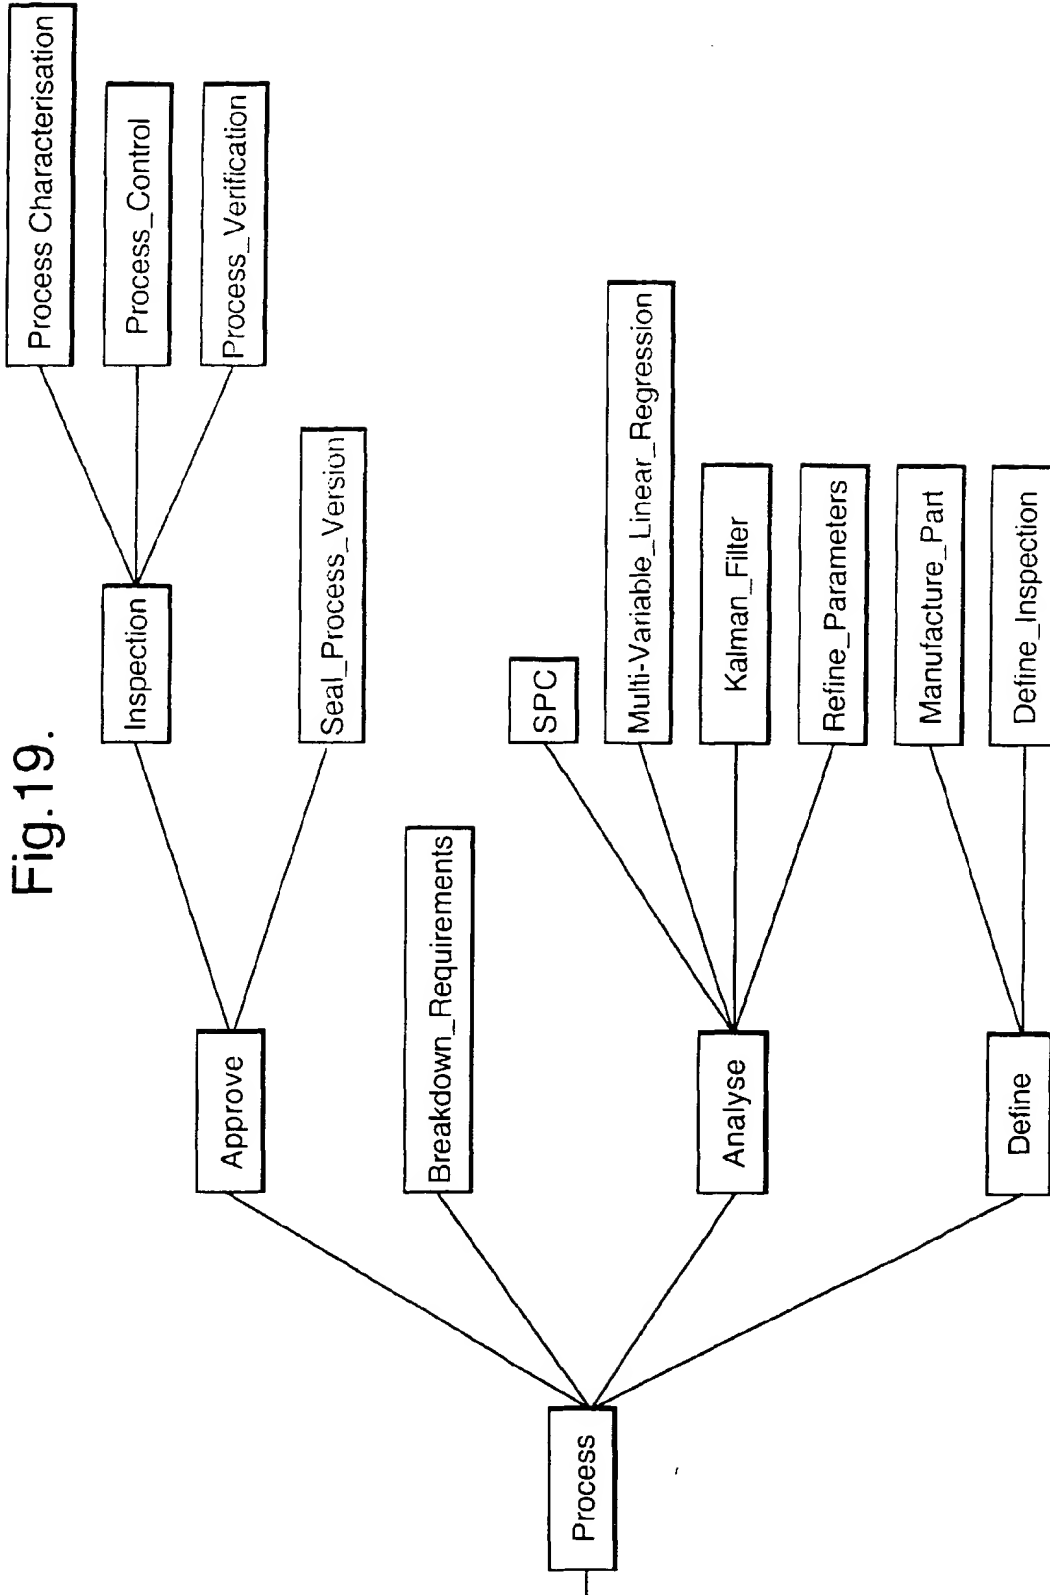 Fig.19.
Process
Approve
Breakdown_Requirements
Analyse
Define
Inspection
Seal_Process_Version
SPC
Multi-Variable_Linear_Regression
Kalman_Filter
Refine_Parameters
Manufacture_Part
Define_Inspection
Process Characterisation
Process_Control
Process_Verification